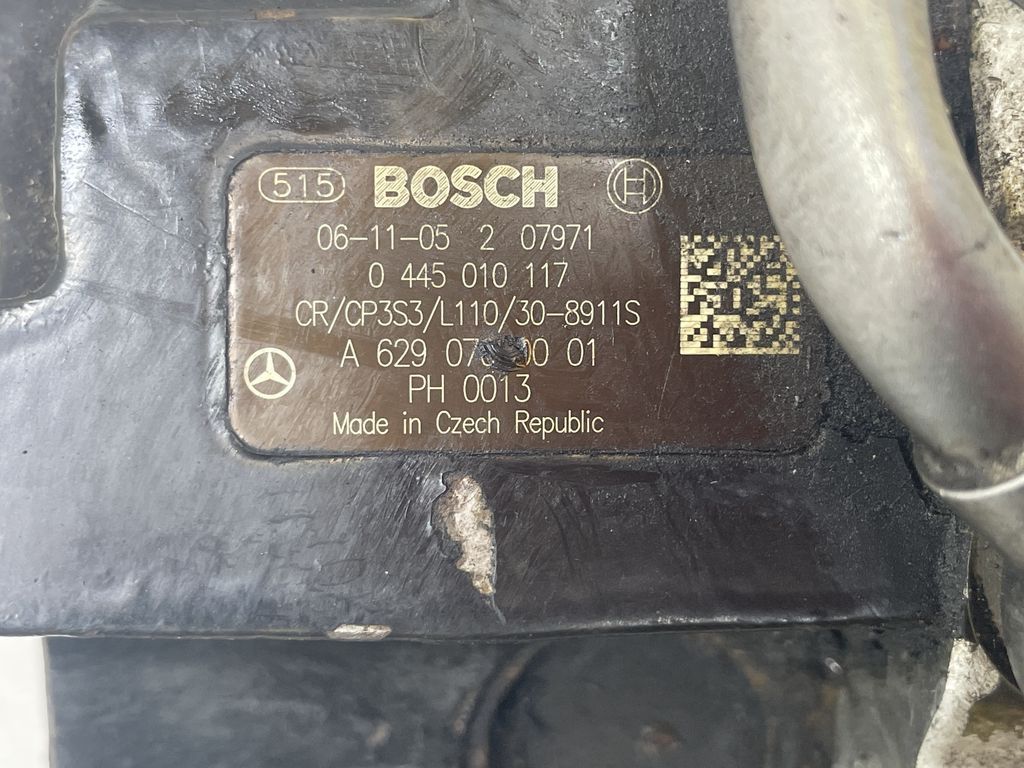 515 BOSCH
06-11-05 2 07971
0 445 010 117
CR/CP3S3/L110/30-8911S
A 629 01
PH 0013
Made in Czech Republic